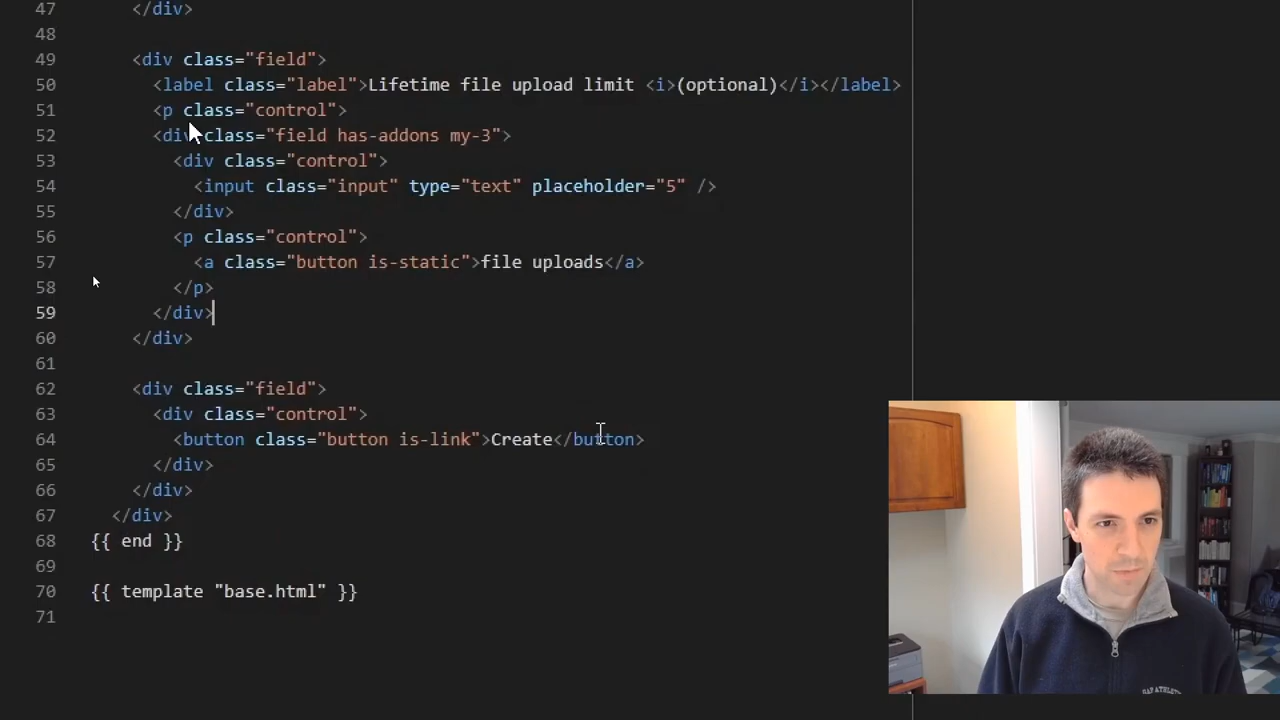 47 </div>
48
49 <div class="field">
50 <label class="label">Lifetime file upload limit <i>(optional)</i></label>
51 <p class="control">
52 <div class="field has-addons my-3">
53 <div class="control">
54 <input class="input" type="text" placeholder="5" />
55 </div>
56 <p class="control">
57 <a class="button is-static">file uploads</a>
58 </p>
59 </div>
60 </div>
61
62 <div class="field">
63 <div class="control">
64 <button class="button is-link">Create</button>
65 </div>
66 </div>
67 </div>
68 {{ end }}
69
70 {{ template "base.html" }}
71